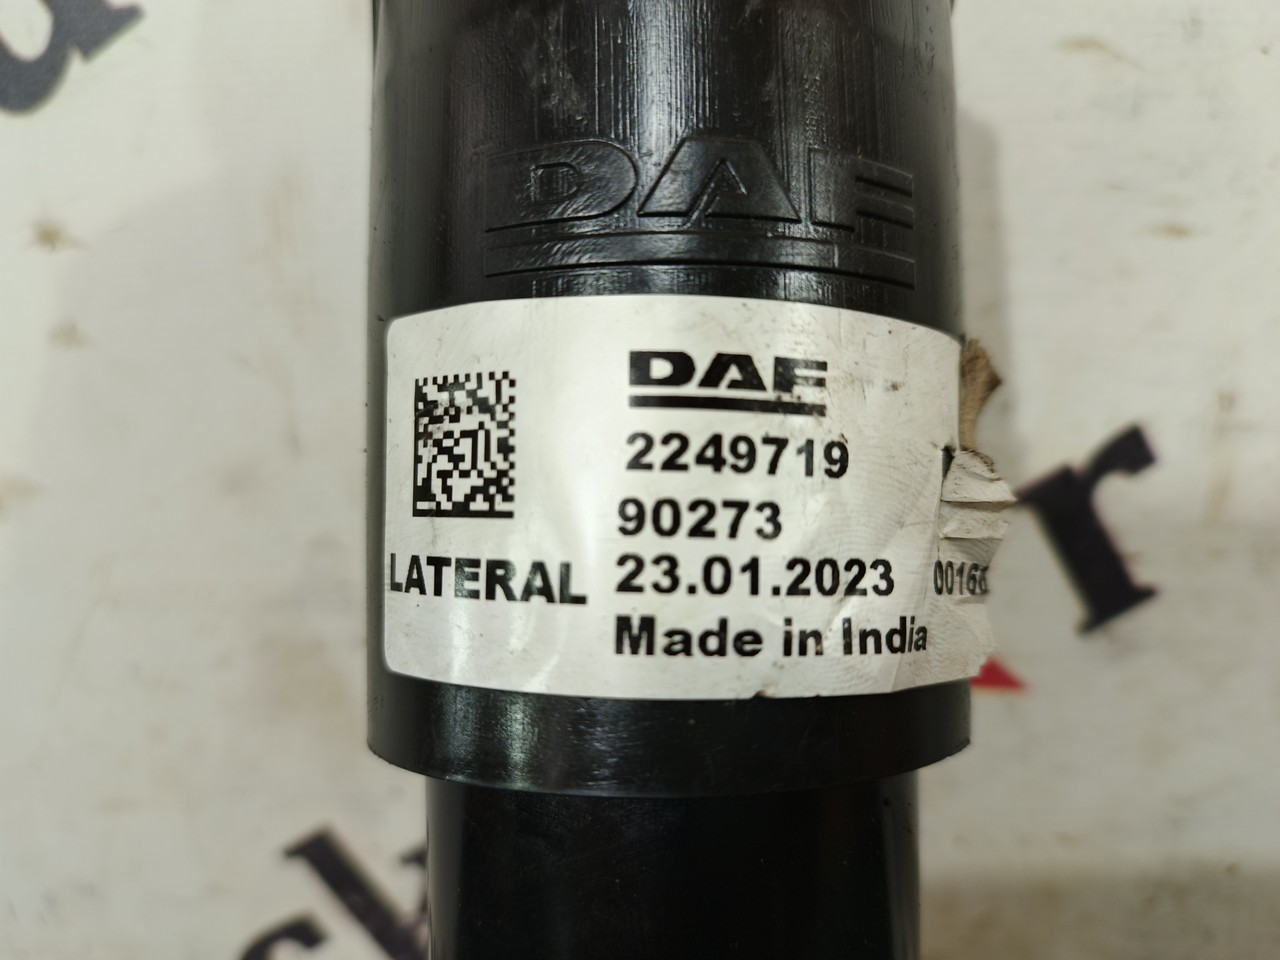 DAF
DAF
2249719
90273
LATERAL 23.01.2023
Made in India